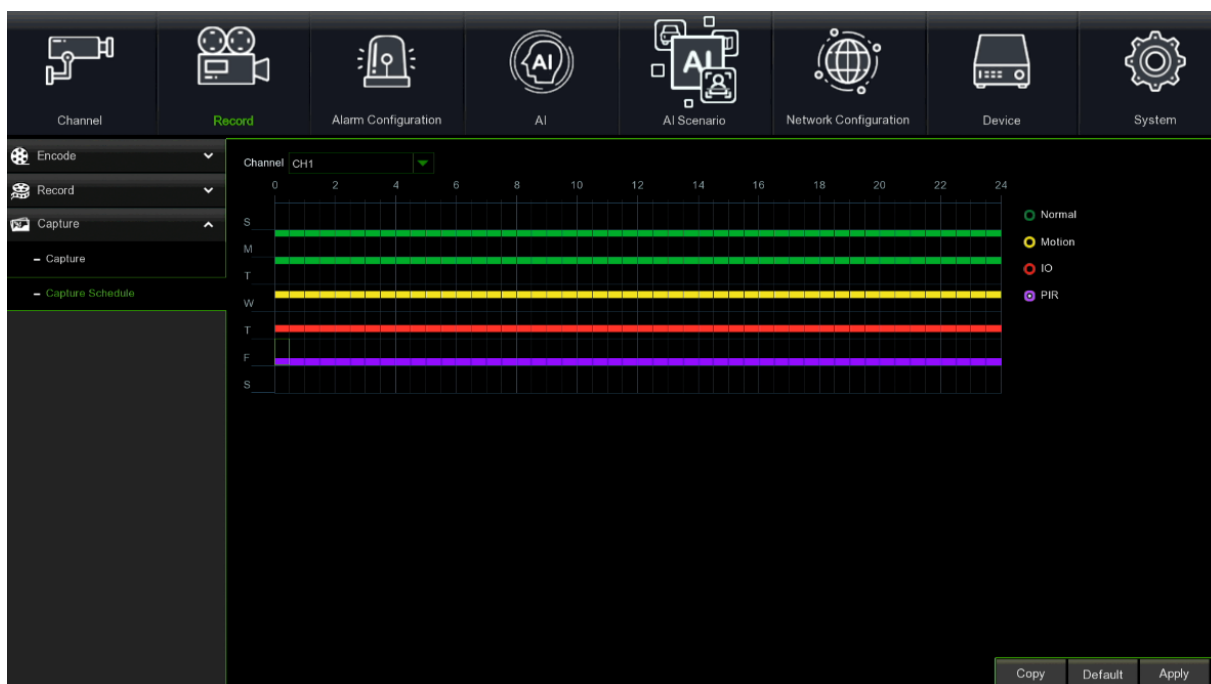 AI
AI
Channel
Record
Alarm Configuration
AI
AI Scenario
Network Configuration
Device
System
Encode
Record
Capture
- Capture
- Capture Schedule
Channel CH1
0 2 4 6 8 10 12 14 16 18 20 22 24
S
M
T
W
T
F
S
Normal
Motion
IO
PIR
Copy Default Apply